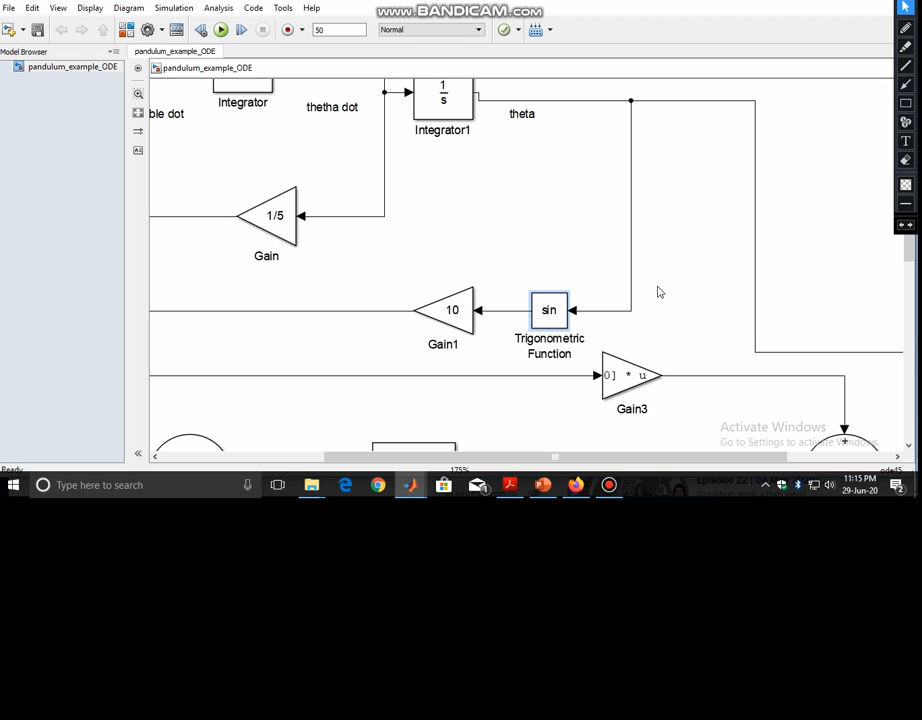 File Edit View Display Diagram Simulation Analysis Code Tools Help
www.BANDICAM.com
50 Normal
Model Browser
pandulum_example_ODE
pandulum_example_ODE
pandulum_example_ODE
Integrator
ble dot
thetha dot
1
s
Integrator1
theta
1/5
Gain
10
Gain1
sin
Trigonometric
Function
0] * u
Gain3
+
Activate Windows
Go to Settings to activate Windows.
Ready
175%
ode45
Type here to search
11:15 PM
29-Jun-20